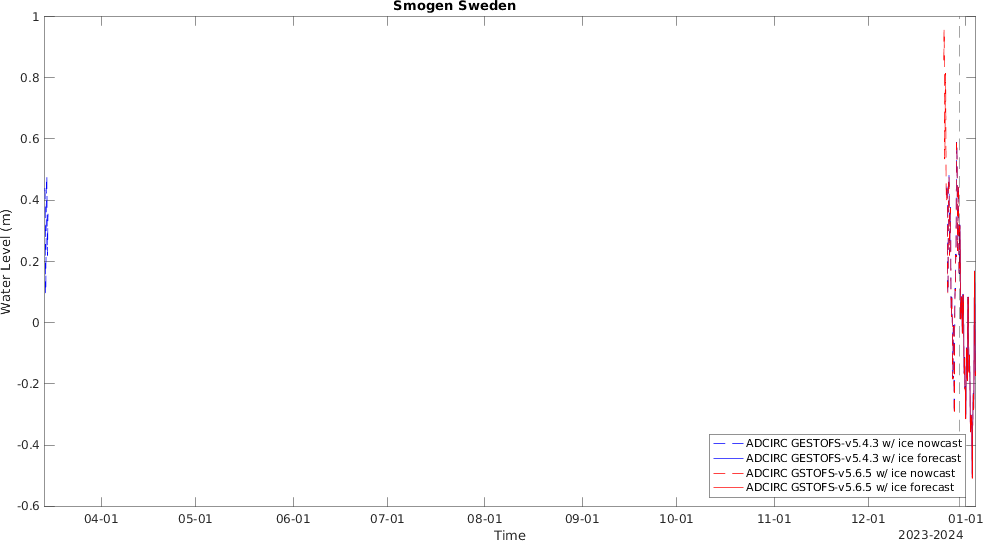 Smogen Sweden
Water Level (m)
1
0.8
0.6
0.4
0.2
0
-0.2
-0.4
-0.6
ADCIRC GESTOFS-v5.4.3 w/ ice nowcast
ADCIRC GESTOFS-v5.4.3 w/ ice forecast
ADCIRC GSTOFS-v5.6.5 w/ ice nowcast
ADCIRC GSTOFS-v5.6.5 w/ ice forecast
04-01 05-01 06-01 07-01 08-01 09-01 10-01 11-01 12-01 01-01
Time
2023-2024